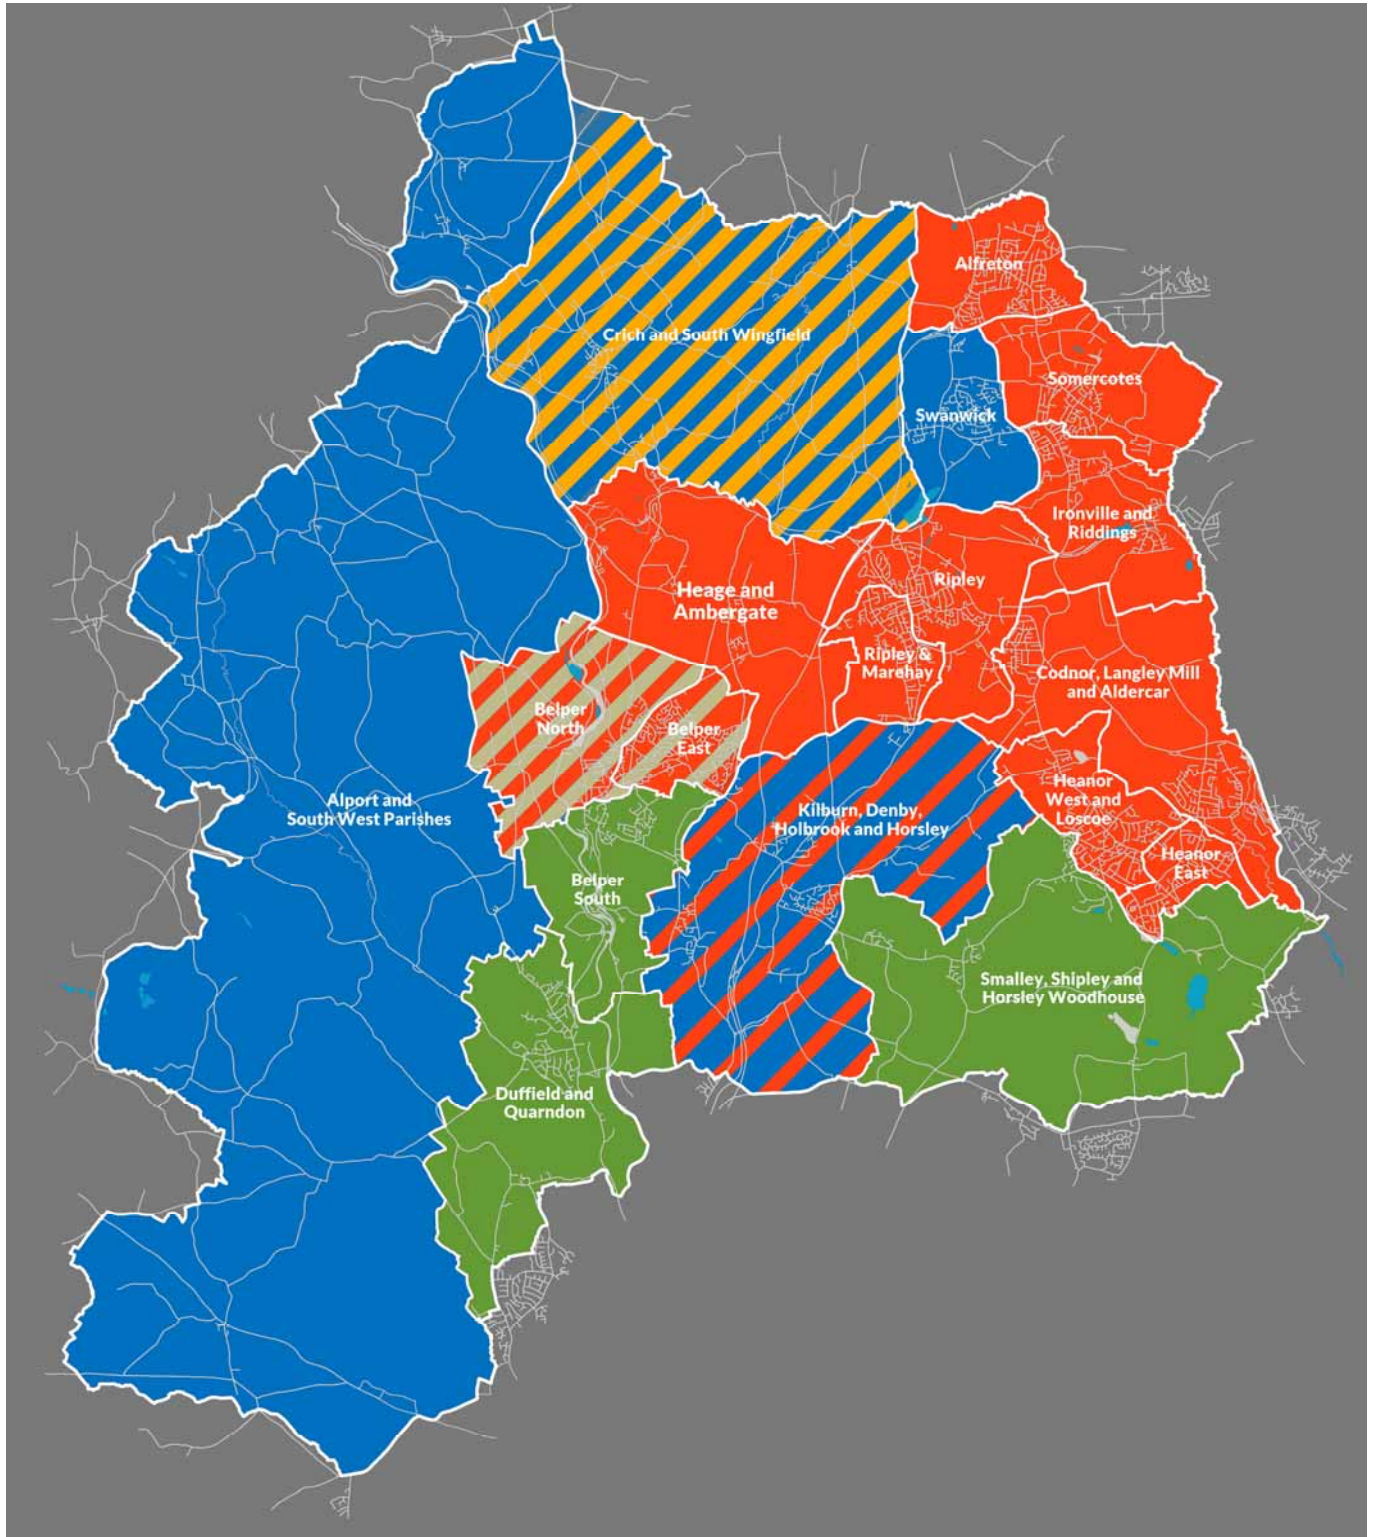 Alfreton
Crich and South Wingfield
Somercotes
Swanwick
Ironville and
Riddings
Ripley
Heage and
Ambergate
Ripley &
Marehay
Codnor, Langley Mill
and Aldercar
Belper
North
Belper
East
Heanor
West and
Loscoe
Alport and
South West Parishes
Kilburn, Denby,
Holbrook and Horsley
Heanor
East
Belper
South
Smalley, Shipley and
Horsley Woodhouse
Duffield and
Quarndon